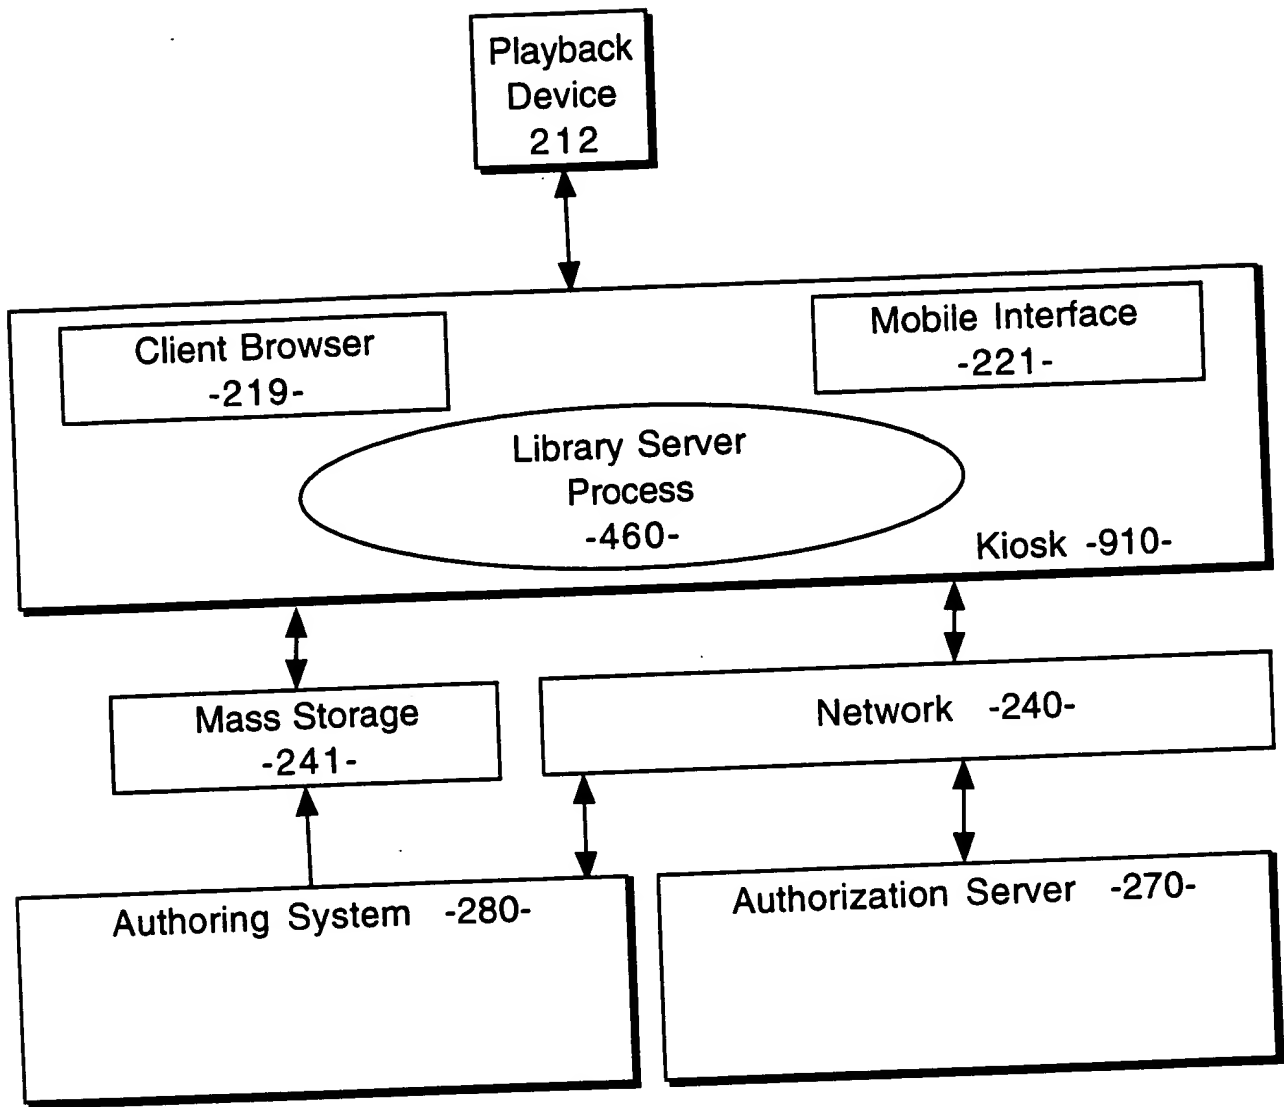 Playback
Device
212
Client Browser
-219-
Mobile Interface
-221-
Library Server
Process
-460-
Kiosk -910-
Mass Storage
-241-
Network -240-
Authoring System -280-
Authorization Server -270-